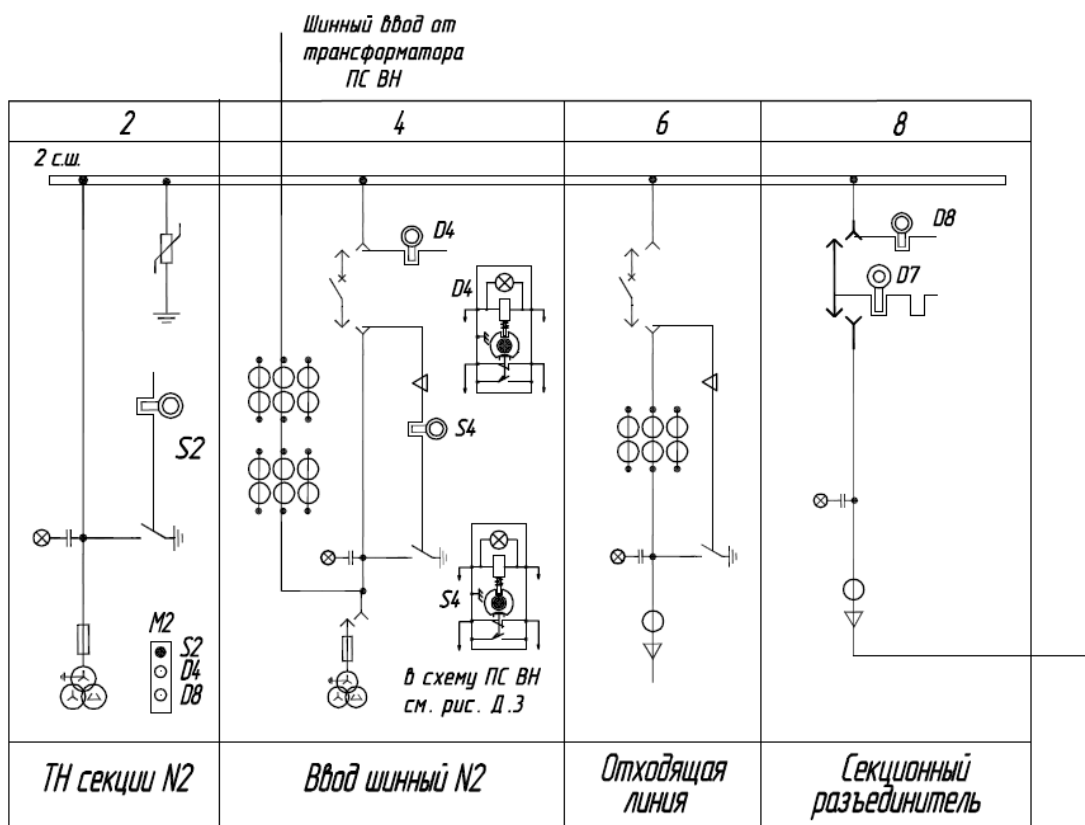 Шинный ввод от
трансформатора
ПС ВН
2
4
6
8
2 с.ш.
D4
D8
D7
D4
S2
S4
S4
M2
S2
D4
D8
в схему ПС ВН
см. рис. Д.3
ТН секции N2
Ввод шинный N2
Отходящая
линия
Секционный
разъединитель